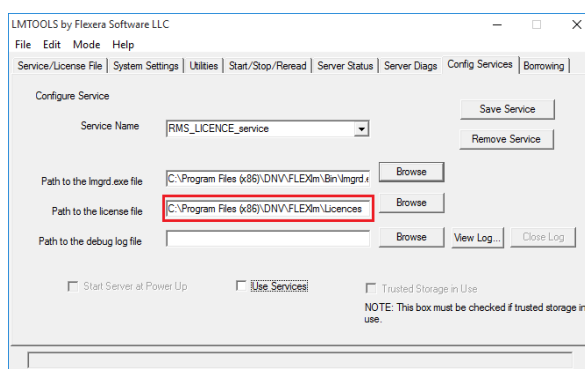 LMTOOLS by Flexera Software LLC
File Edit Mode Help
Service/License File System Settings Utilities Start/Stop/Reread Server Status Server Diags Config Services Borrowing
Configure Service
Save Service
Service Name RMS_LICENCE_service
Remove Service
Path to the lmgrd.exe file C:\Program Files (x86)\DNV\FLEXlm\Bin\lmgrd.e Browse
Path to the license file C:\Program Files (x86)\DNV\FLEXlm\Licences Browse
Path to the debug log file Browse View Log... Close Log
Start Server at Power Up Use Services Trusted Storage in Use
NOTE: This box must be checked if trusted storage in
use.